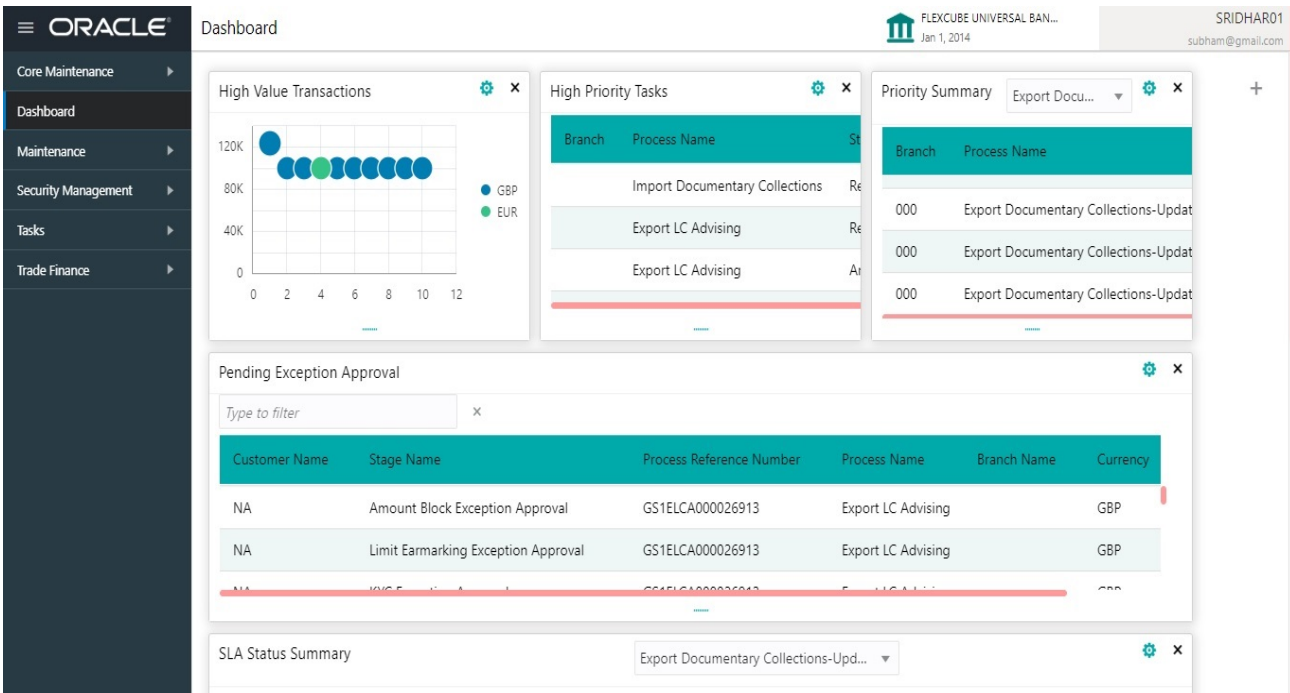 ORACLE
Dashboard
FLEXCUBE UNIVERSAL BAN...
Jan 1, 2014
SRIDHAR01
subham@gmail.com
Core Maintenance
Dashboard
Maintenance
Security Management
Tasks
Trade Finance
High Value Transactions
120K
80K
40K
0
0 2 4 6 8 10 12
GBP
EUR
High Priority Tasks
Branch Process Name St
Import Documentary Collections Re
Export LC Advising Re
Export LC Advising Ar
Priority Summary Export Docu...
Branch Process Name
000 Export Documentary Collections-Updat
000 Export Documentary Collections-Updat
000 Export Documentary Collections-Updat
Pending Exception Approval
Type to filter
Customer Name Stage Name Process Reference Number Process Name Branch Name Currency
NA Amount Block Exception Approval GS1ELCA000026913 Export LC Advising GBP
NA Limit Earmarking Exception Approval GS1ELCA000026913 Export LC Advising GBP
SLA Status Summary Export Documentary Collections-Upd...